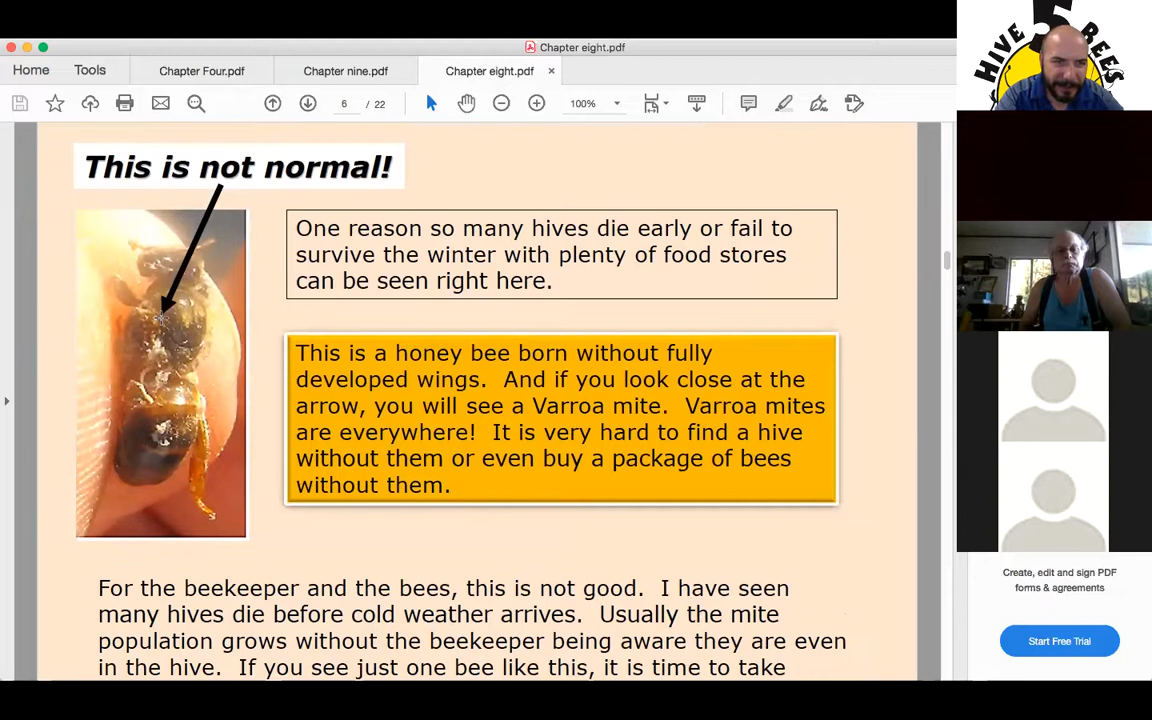 Chapter eight.pdf
Home
Tools
Chapter Four.pdf
Chapter nine.pdf
Chapter eight.pdf
6 / 22
100%
This is not normal!
One reason so many hives die early or fail to
survive the winter with plenty of food stores
can be seen right here.
This is a honey bee born without fully
developed wings.  And if you look close at the
arrow, you will see a Varroa mite.  Varroa mites
are everywhere!  It is very hard to find a hive
without them or even buy a package of bees
without them.
For the beekeeper and the bees, this is not good.  I have seen
many hives die before cold weather arrives.  Usually the mite
population grows without the beekeeper being aware they are even
in the hive.  If you see just one bee like this, it is time to take
HIVE 5 BEES
Create, edit and sign PDF
forms & agreements
Start Free Trial